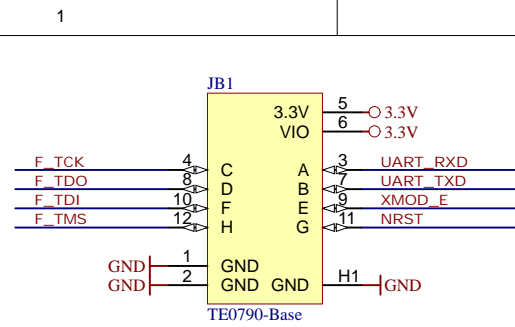 1
JB1
3.3V 5 3.3V
VIO 6 3.3V
F_TCK 4 C A 3 UART_RXD
F_TDO 8 D B 7 UART_TXD
F_TDI 10 F E 9 XMOD_E
F_TMS 12 H G 11 NRST
GND 1 GND
GND 2 GND GND H1 GND
TE0790-Base